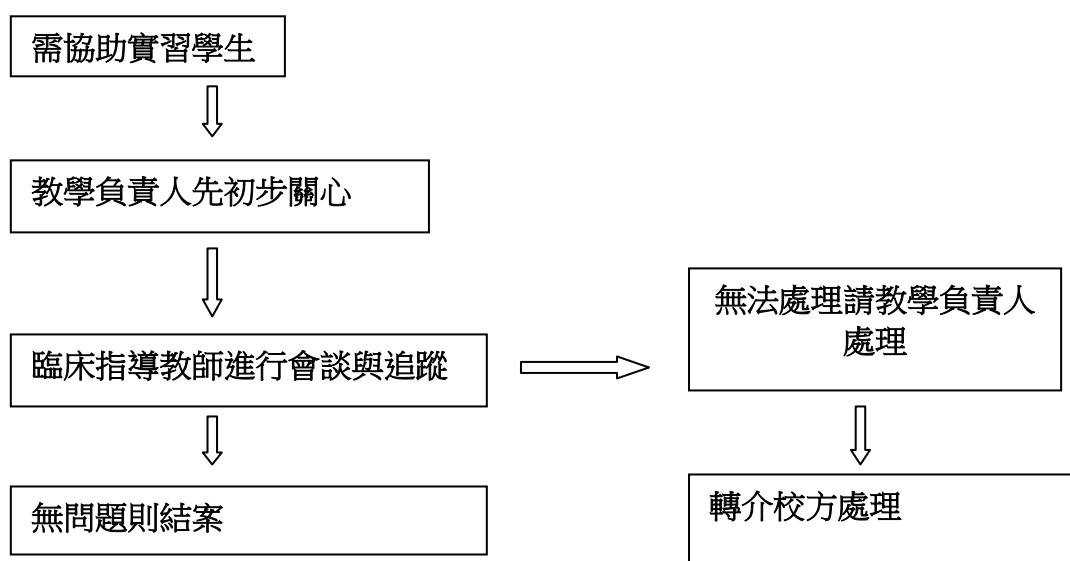 需協助實習學生
教學負責人先初步關心
臨床指導教師進行會談與追蹤
無問題則結案
無法處理請教學負責人
處理
轉介校方處理